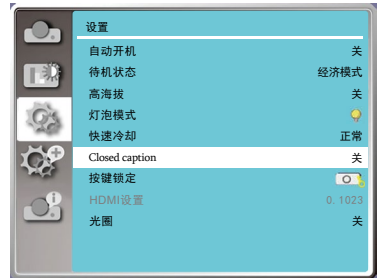 设置
自动开机 关
待机状态 经济模式
高海拔 关
灯泡模式
快速冷却 正常
Closed caption 关
按键锁定
HDMI设置 0. 1023
光圈 关